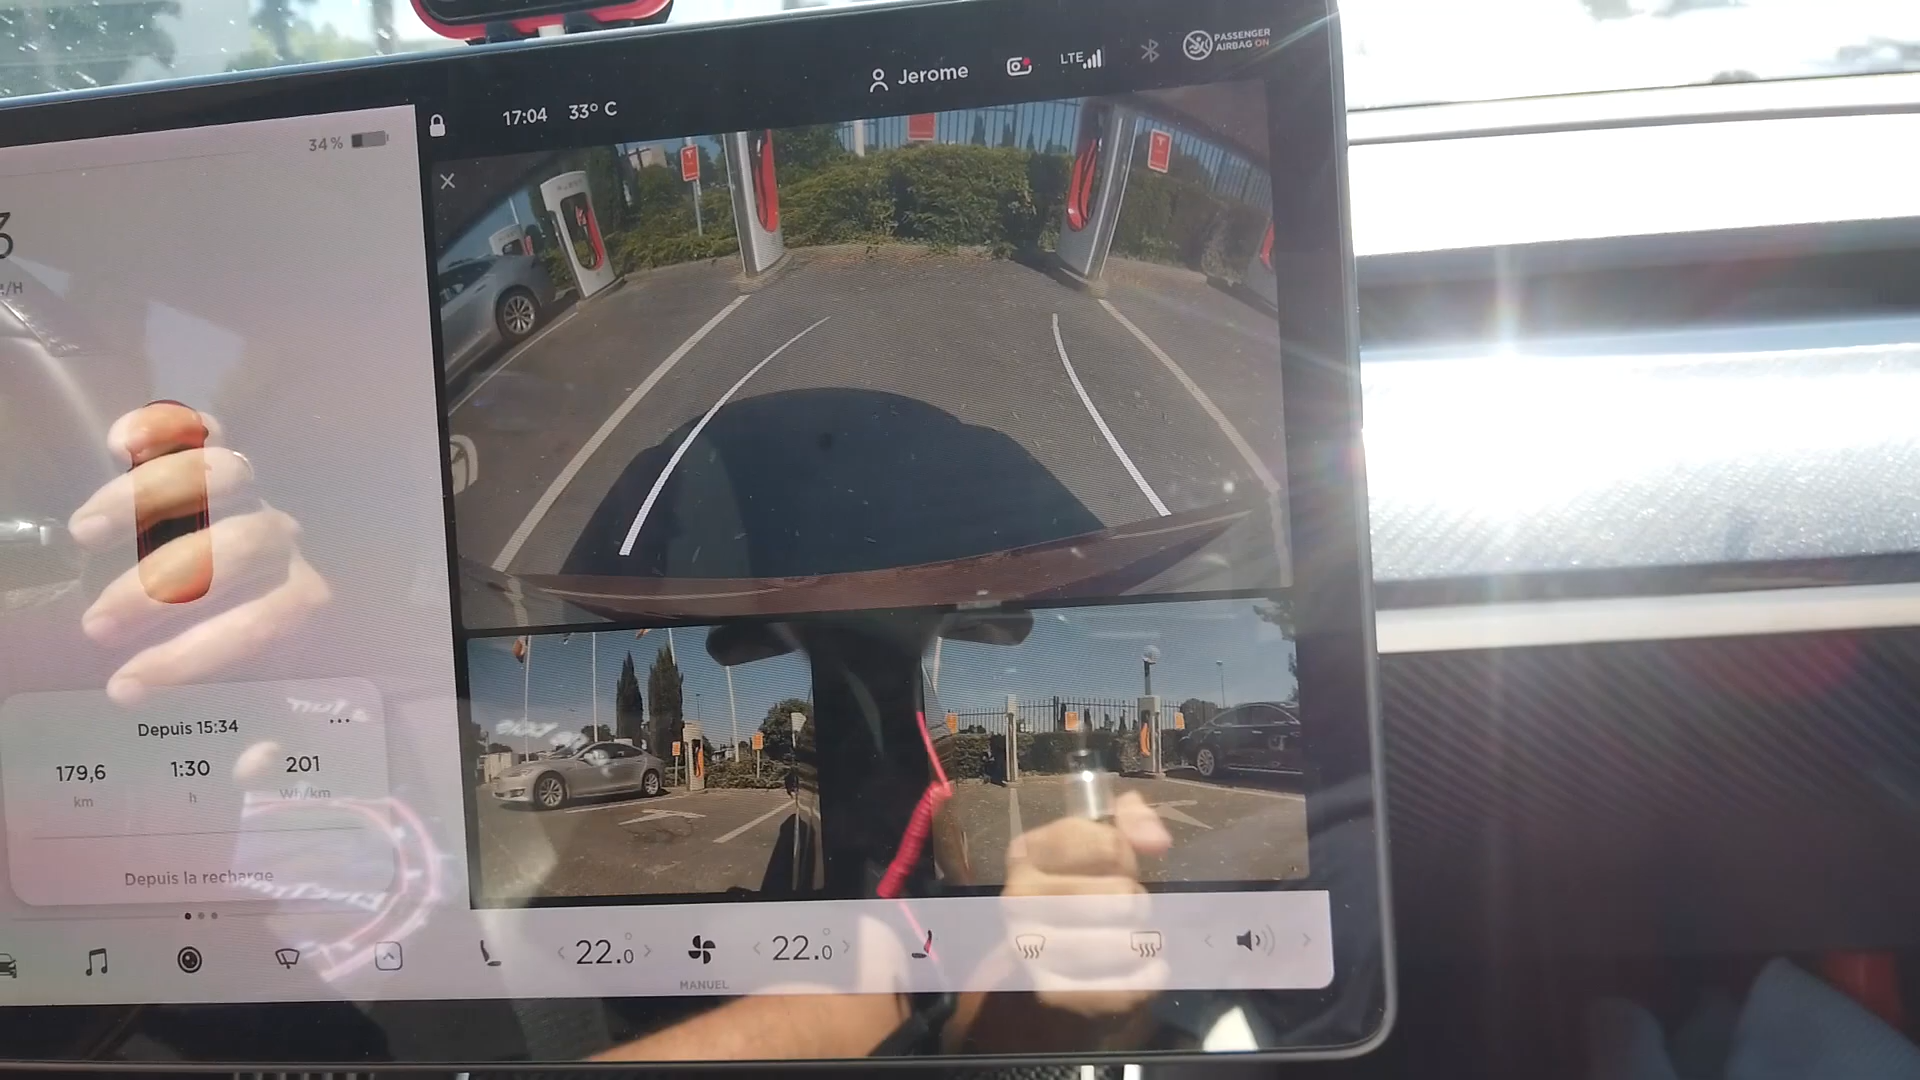 PASSENGER
AIRBAG ON
LTE
Jerome
17:04 33° C
34 %
Depuis 15:34
179,6 1:30 201
km h Wh/km
Depuis la recharge
22.0 22.0
MANUEL